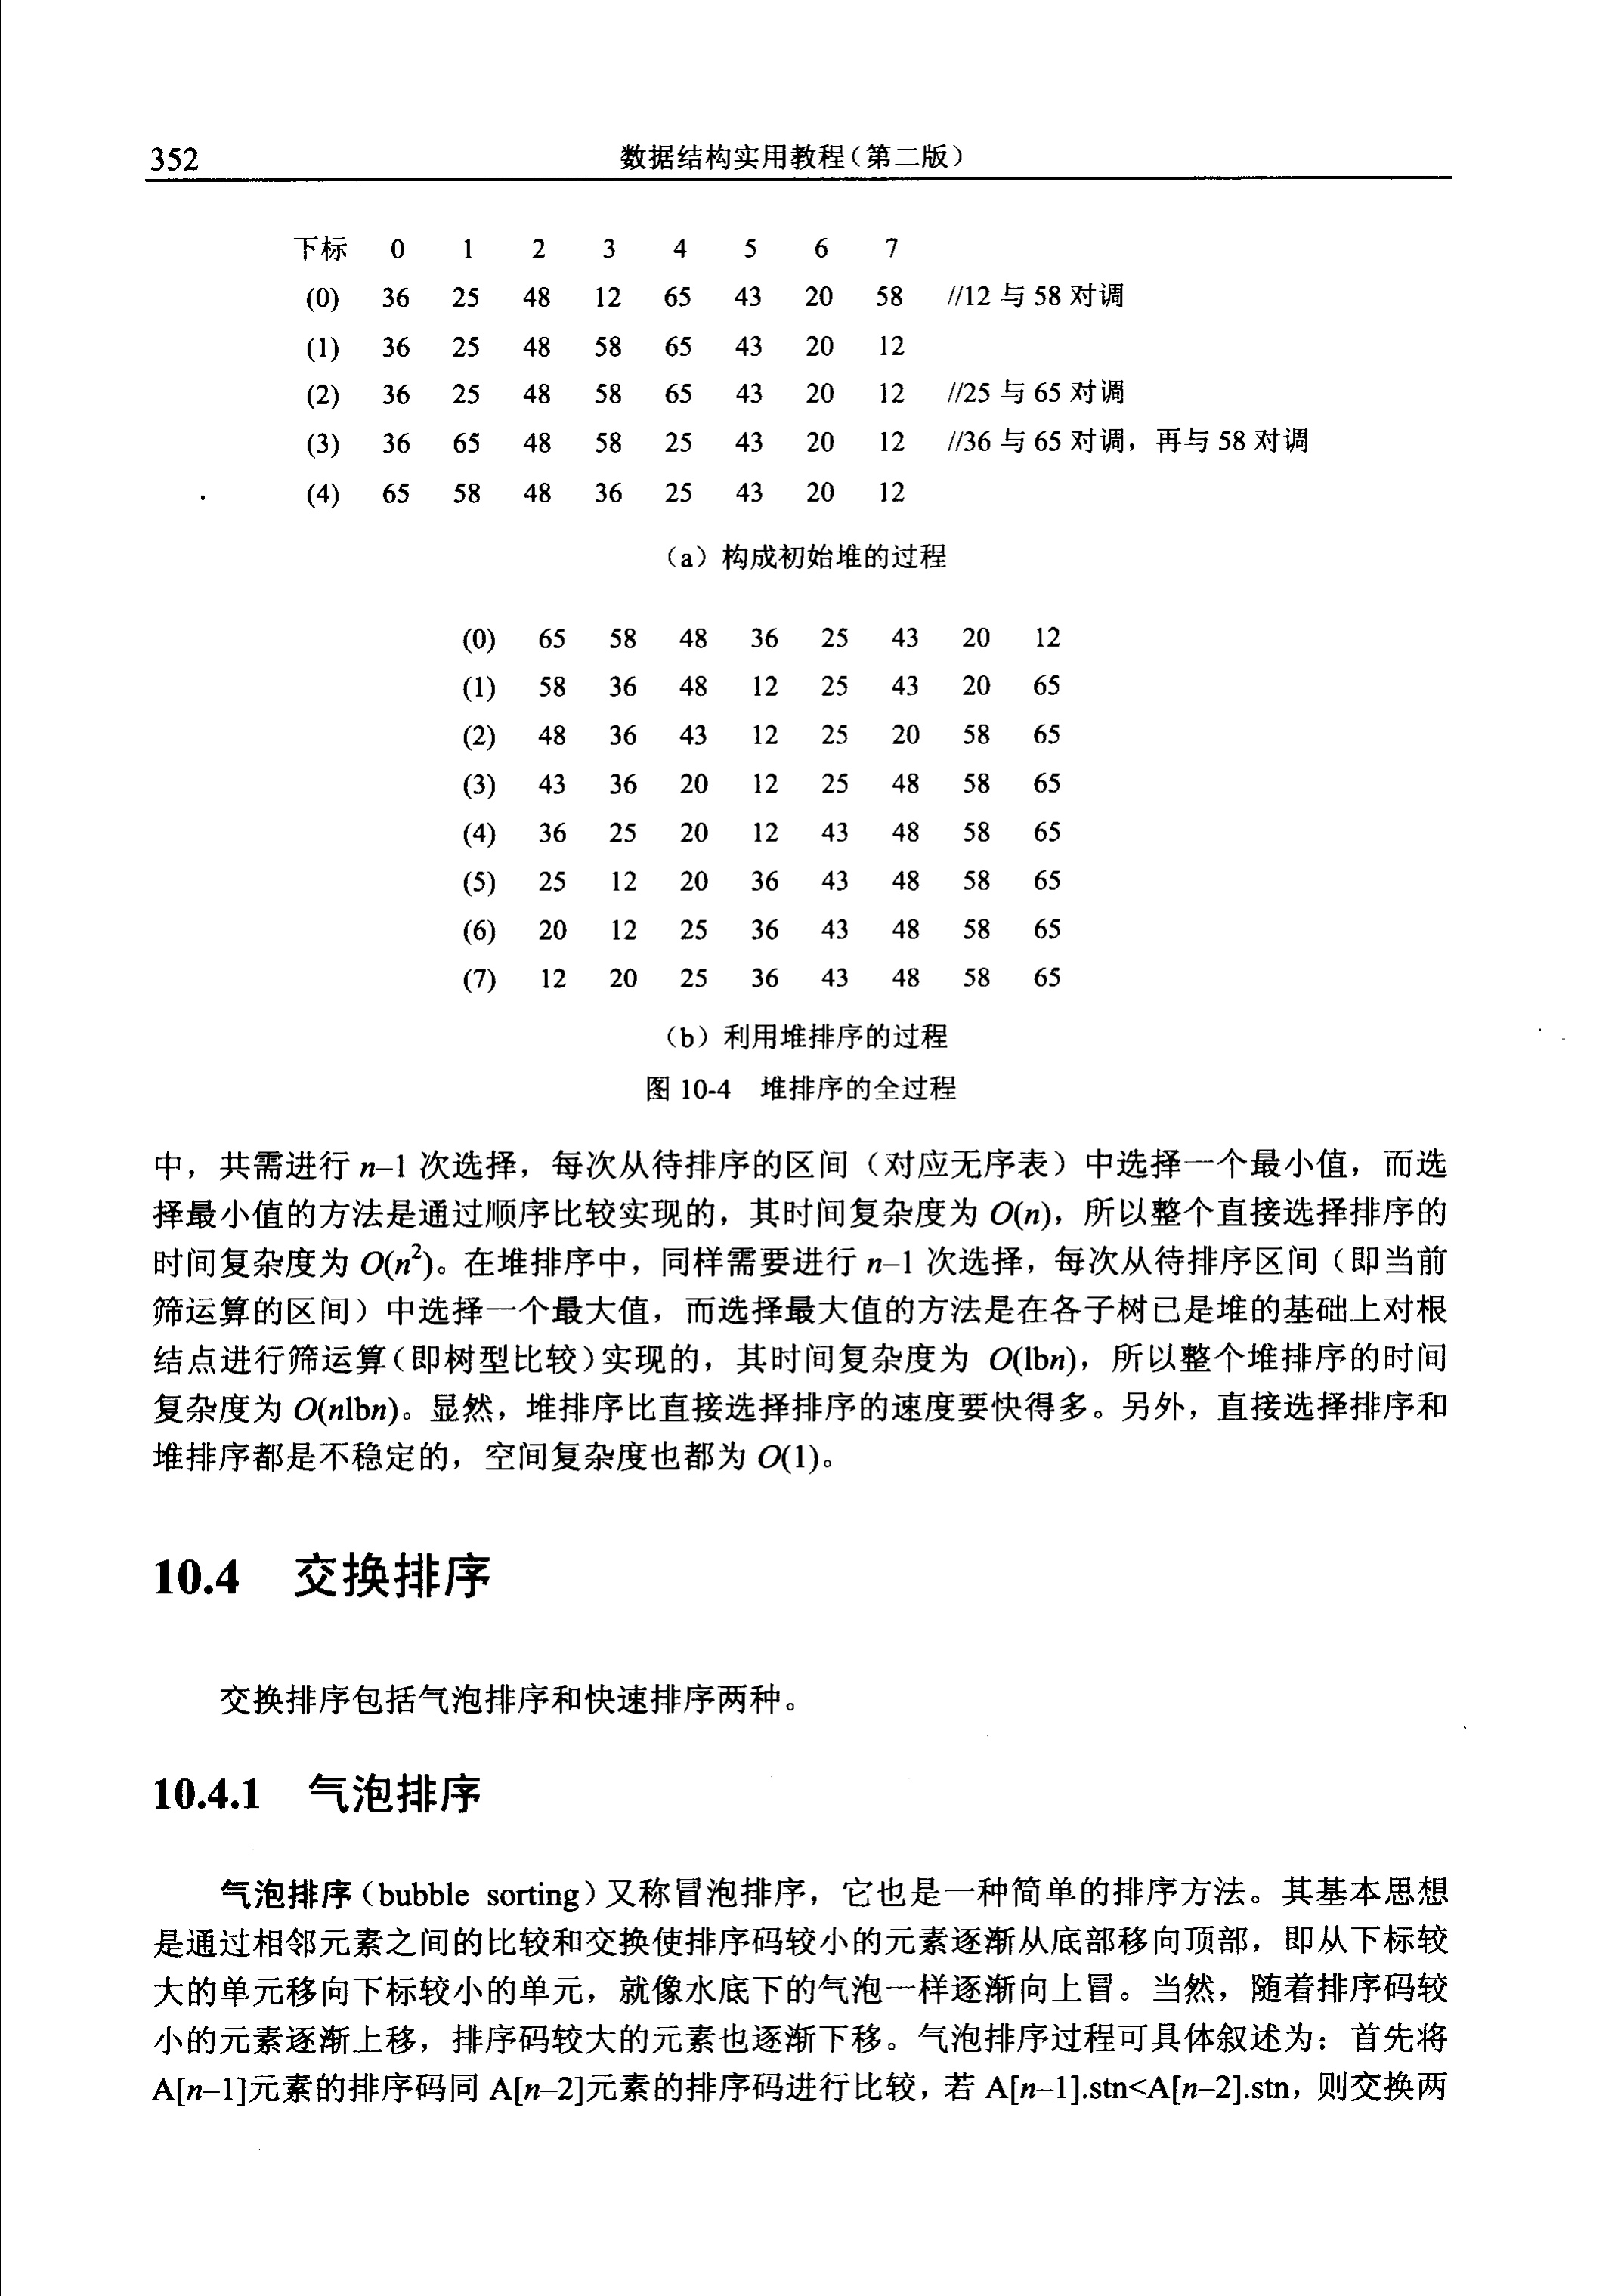 352 数据结构实用教程（第二版）
下标 0 1 2 3 4 5 6 7
(0) 36 25 48 12 65 43 20 58 //12 与 58 对调
(1) 36 25 48 58 65 43 20 12
(2) 36 25 48 58 65 43 20 12 //25 与 65 对调
(3) 36 65 48 58 25 43 20 12 //36 与 65 对调，再与 58 对调
(4) 65 58 48 36 25 43 20 12
（a）构成初始堆的过程
(0) 65 58 48 36 25 43 20 12
(1) 58 36 48 12 25 43 20 65
(2) 48 36 43 12 25 20 58 65
(3) 43 36 20 12 25 48 58 65
(4) 36 25 20 12 43 48 58 65
(5) 25 12 20 36 43 48 58 65
(6) 20 12 25 36 43 48 58 65
(7) 12 20 25 36 43 48 58 65
（b）利用堆排序的过程
图 10-4 堆排序的全过程
中，共需进行 n–1 次选择，每次从待排序的区间（对应无序表）中选择一个最小值，而选
择最小值的方法是通过顺序比较实现的，其时间复杂度为 O(n)，所以整个直接选择排序的
时间复杂度为 O(n²)。在堆排序中，同样需要进行 n–1 次选择，每次从待排序区间（即当前
筛运算的区间）中选择一个最大值，而选择最大值的方法是在各子树已是堆的基础上对根
结点进行筛运算（即树型比较）实现的，其时间复杂度为 O(lbn)，所以整个堆排序的时间
复杂度为 O(nlbn)。显然，堆排序比直接选择排序的速度要快得多。另外，直接选择排序和
堆排序都是不稳定的，空间复杂度也都为 O(1)。
10.4 交换排序
交换排序包括气泡排序和快速排序两种。
10.4.1 气泡排序
气泡排序（bubble sorting）又称冒泡排序，它也是一种简单的排序方法。其基本思想
是通过相邻元素之间的比较和交换使排序码较小的元素逐渐从底部移向顶部，即从下标较
大的单元移向下标较小的单元，就像水底下的气泡一样逐渐向上冒。当然，随着排序码较
小的元素逐渐上移，排序码较大的元素也逐渐下移。气泡排序过程可具体叙述为：首先将
A[n–1]元素的排序码同 A[n–2]元素的排序码进行比较，若 A[n–1].stn<A[n–2].stn，则交换两